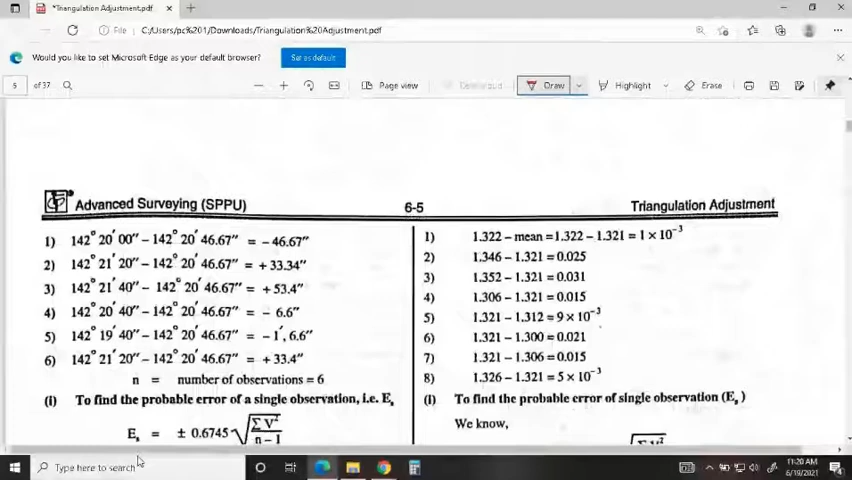 *Triangulation Adjustment.pdf
File C:/Users/pc%201/Downloads/Triangulation%20Adjustment.pdf
Would you like to set Microsoft Edge as your default browser? Set as default
5 of 37 Page view Draw Highlight Erase
Advanced Surveying (SPPU) 6-5 Triangulation Adjustment
1) 142° 20′ 00″ – 142° 20′ 46.67″ = – 46.67″
2) 142° 21′ 20″ – 142° 20′ 46.67″ = + 33.34″
3) 142° 21′ 40″ – 142° 20′ 46.67″ = + 53.4″
4) 142° 20′ 40″ – 142° 20′ 46.67″ = – 6.6″
5) 142° 19′ 40″ – 142° 20′ 46.67″ = – 1′, 6.6″
6) 142° 21′ 20″ – 142° 20′ 46.67″ = + 33.4″
n = number of observations = 6
(i) To find the probable error of a single observation, i.e. Eₛ
Eₛ = ± 0.6745 √(Σ V² / n – 1)
1) 1.322 – mean = 1.322 – 1.321 = 1 × 10⁻³
2) 1.346 – 1.321 = 0.025
3) 1.352 – 1.321 = 0.031
4) 1.306 – 1.321 = 0.015
5) 1.321 – 1.312 = 9 × 10⁻³
6) 1.321 – 1.300 = 0.021
7) 1.321 – 1.306 = 0.015
8) 1.326 – 1.321 = 5 × 10⁻³
(i) To find the probable error of single observation (Eₛ)
We know,
Type here to search
11:20 AM
6/19/2021